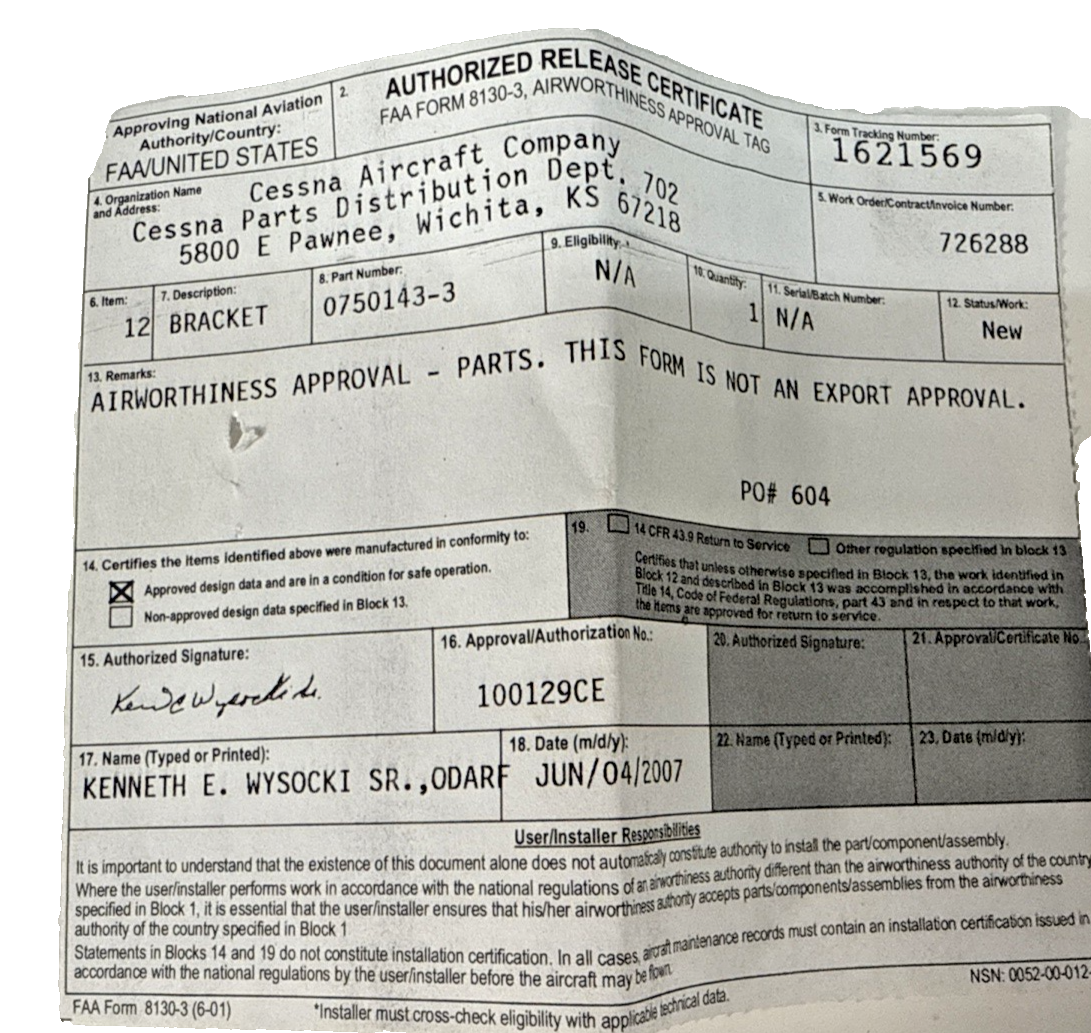 Approving National Aviation
Authority/Country:
FAA/UNITED STATES
2.
AUTHORIZED RELEASE CERTIFICATE
FAA FORM 8130-3, AIRWORTHINESS APPROVAL TAG
3. Form Tracking Number:
1621569
4. Organization Name
and Address:
Cessna Aircraft Company
Cessna Parts Distribution Dept. 702
5800 E Pawnee, Wichita, KS 67218
5. Work Order/Contract/Invoice Number:
726288
6. Item:
12
7. Description:
BRACKET
8. Part Number:
0750143-3
9. Eligibility:
N/A
10. Quantity:
1
11. Serial/Batch Number:
N/A
12. Status/Work:
New
13. Remarks:
AIRWORTHINESS APPROVAL - PARTS. THIS FORM IS NOT AN EXPORT APPROVAL.
PO# 604
14. Certifies the items identified above were manufactured in conformity to:
Approved design data and are in a condition for safe operation.
Non-approved design data specified in Block 13.
19.
14 CFR 43.9 Return to Service
Other regulation specified in block 13
Certifies that unless otherwise specified in Block 13, the work identified in
Block 12 and described in Block 13 was accomplished in accordance with
Title 14, Code of Federal Regulations, part 43 and in respect to that work,
the items are approved for return to service.
15. Authorized Signature:
16. Approval/Authorization No.:
100129CE
20. Authorized Signature:
21. Approval/Certificate No.
17. Name (Typed or Printed):
KENNETH E. WYSOCKI SR.,ODARF
18. Date (m/d/y):
JUN/04/2007
22. Name (Typed or Printed):
23. Date (m/d/y):
User/Installer Responsibilities
It is important to understand that the existence of this document alone does not automatically constitute authority to install the part/component/assembly.
Where the user/installer performs work in accordance with the national regulations of an airworthiness authority different than the airworthiness authority of the country
specified in Block 1, it is essential that the user/installer ensures that his/her airworthiness authority accepts parts/components/assemblies from the airworthiness
authority of the country specified in Block 1
Statements in Blocks 14 and 19 do not constitute installation certification. In all cases, aircraft maintenance records must contain an installation certification issued in
accordance with the national regulations by the user/installer before the aircraft may be flown.
NSN: 0052-00-012-
FAA Form 8130-3 (6-01)
*Installer must cross-check eligibility with applicable technical data.